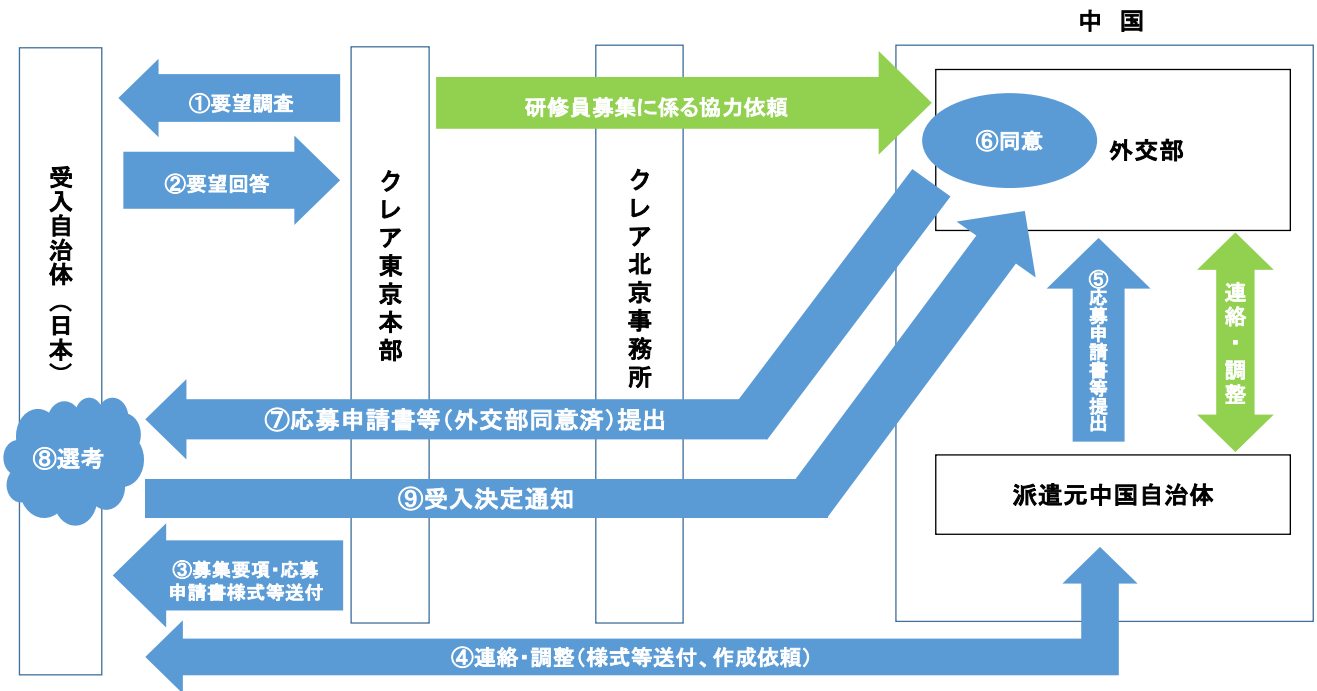 中　国
①要望調査
研修員募集に係る協力依頼
⑥同意
外交部
②要望回答
受入自治体（日本）
クレア東京本部
クレア北京事務所
⑤応募申請書等提出
連絡・調整
⑦応募申請書等（外交部同意済）提出
⑧選考
⑨受入決定通知
派遣元中国自治体
③募集要項・応募
申請書様式等送付
④連絡・調整（様式等送付、作成依頼）